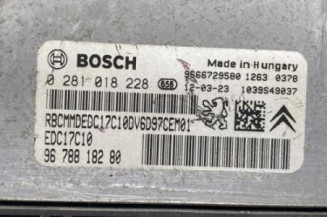 BOSCH
Made in Hungary
0 281 018 228 858
9666729580 1263 0378
12-03-23 1039S49037
RBCMMDEDC17C10DV6D97CEM01
EDC17C10
96 788 182 80